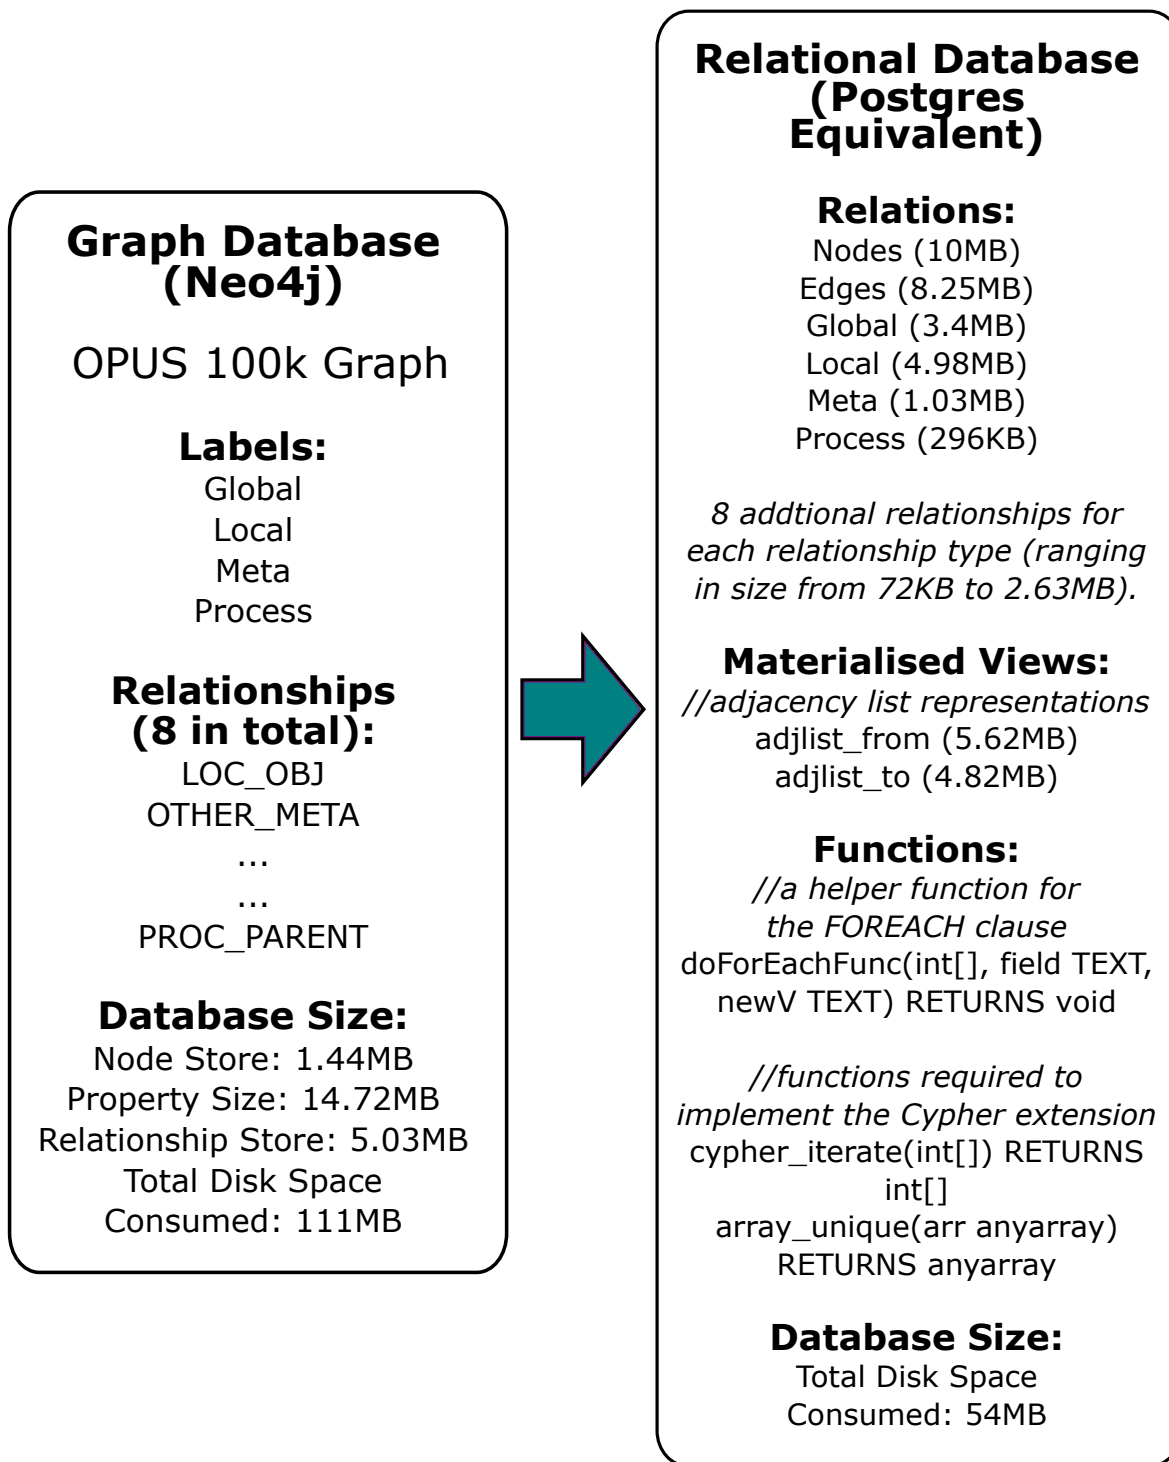 Graph Database
(Neo4j)
OPUS 100k Graph
Labels:
Global
Local
Meta
Process
Relationships
(8 in total):
LOC_OBJ
OTHER_META
...
...
PROC_PARENT
Database Size:
Node Store: 1.44MB
Property Size: 14.72MB
Relationship Store: 5.03MB
Total Disk Space
Consumed: 111MB
Relational Database
(Postgres
Equivalent)
Relations:
Nodes (10MB)
Edges (8.25MB)
Global (3.4MB)
Local (4.98MB)
Meta (1.03MB)
Process (296KB)
8 addtional relationships for
each relationship type (ranging
in size from 72KB to 2.63MB).
Materialised Views:
//adjacency list representations
adjlist_from (5.62MB)
adjlist_to (4.82MB)
Functions:
//a helper function for
the FOREACH clause
doForEachFunc(int[], field TEXT,
newV TEXT) RETURNS void
//functions required to
implement the Cypher extension
cypher_iterate(int[]) RETURNS
int[]
array_unique(arr anyarray)
RETURNS anyarray
Database Size:
Total Disk Space
Consumed: 54MB